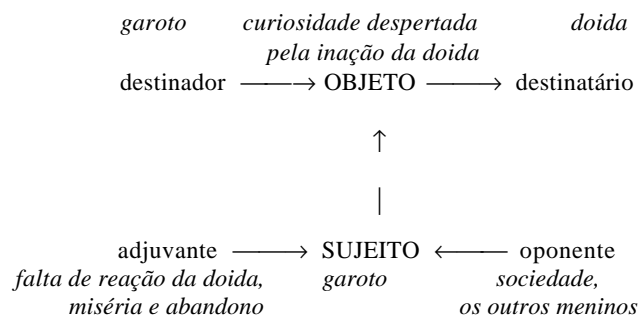 garoto curiosidade despertada doida
pela inação da doida
destinador ———→ OBJETO ———→ destinatário
↑
|
adjuvante ———→ SUJEITO ←——— oponente
falta de reação da doida, garoto sociedade,
miséria e abandono os outros meninos